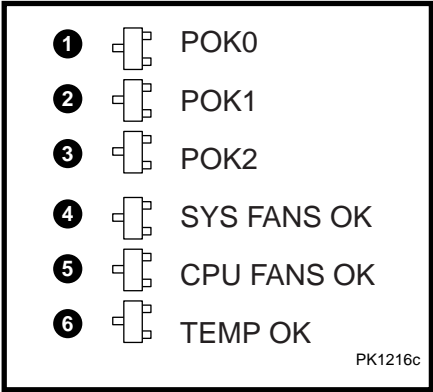 1 POK0
2 POK1
3 POK2
4 SYS FANS OK
5 CPU FANS OK
6 TEMP OK
PK1216c